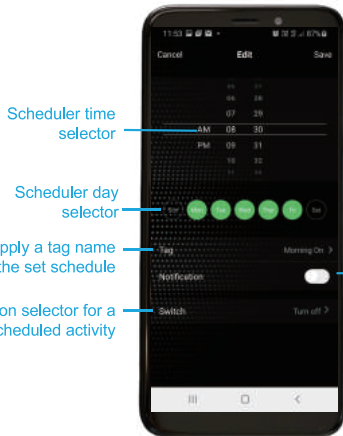 11:53
87%
Cancel Edit Save
06 28
07 29
AM 08 30
PM 09 31
10 32
Scheduler time
selector
Scheduler day
selector
Sun Mon Tue Wed Thu Fri Sat
pply a tag name
the set schedule
Tag Morning On >
Notification
on selector for a
cheduled activity
Switch Turn off >